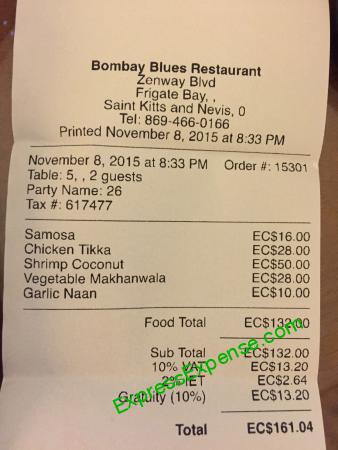 Bombay Blues Restaurant
Zenway Blvd
Frigate Bay, ,
Saint Kitts and Nevis, 0
Tel: 869-466-0166
Printed November 8, 2015 at 8:33 PM
November 8, 2015 at 8:33 PM Order #: 15301
Table: 5, , 2 guests
Party Name: 26
Tax #: 617477
Samosa EC$16.00
Chicken Tikka EC$28.00
Shrimp Coconut EC$50.00
Vegetable Makhanwala EC$28.00
Garlic Naan EC$10.00
Food Total EC$132.00
Sub Total EC$132.00
10% VAT EC$13.20
2% IET EC$2.64
Gratuity (10%) EC$13.20
Total EC$161.04
ExpressExpense.com